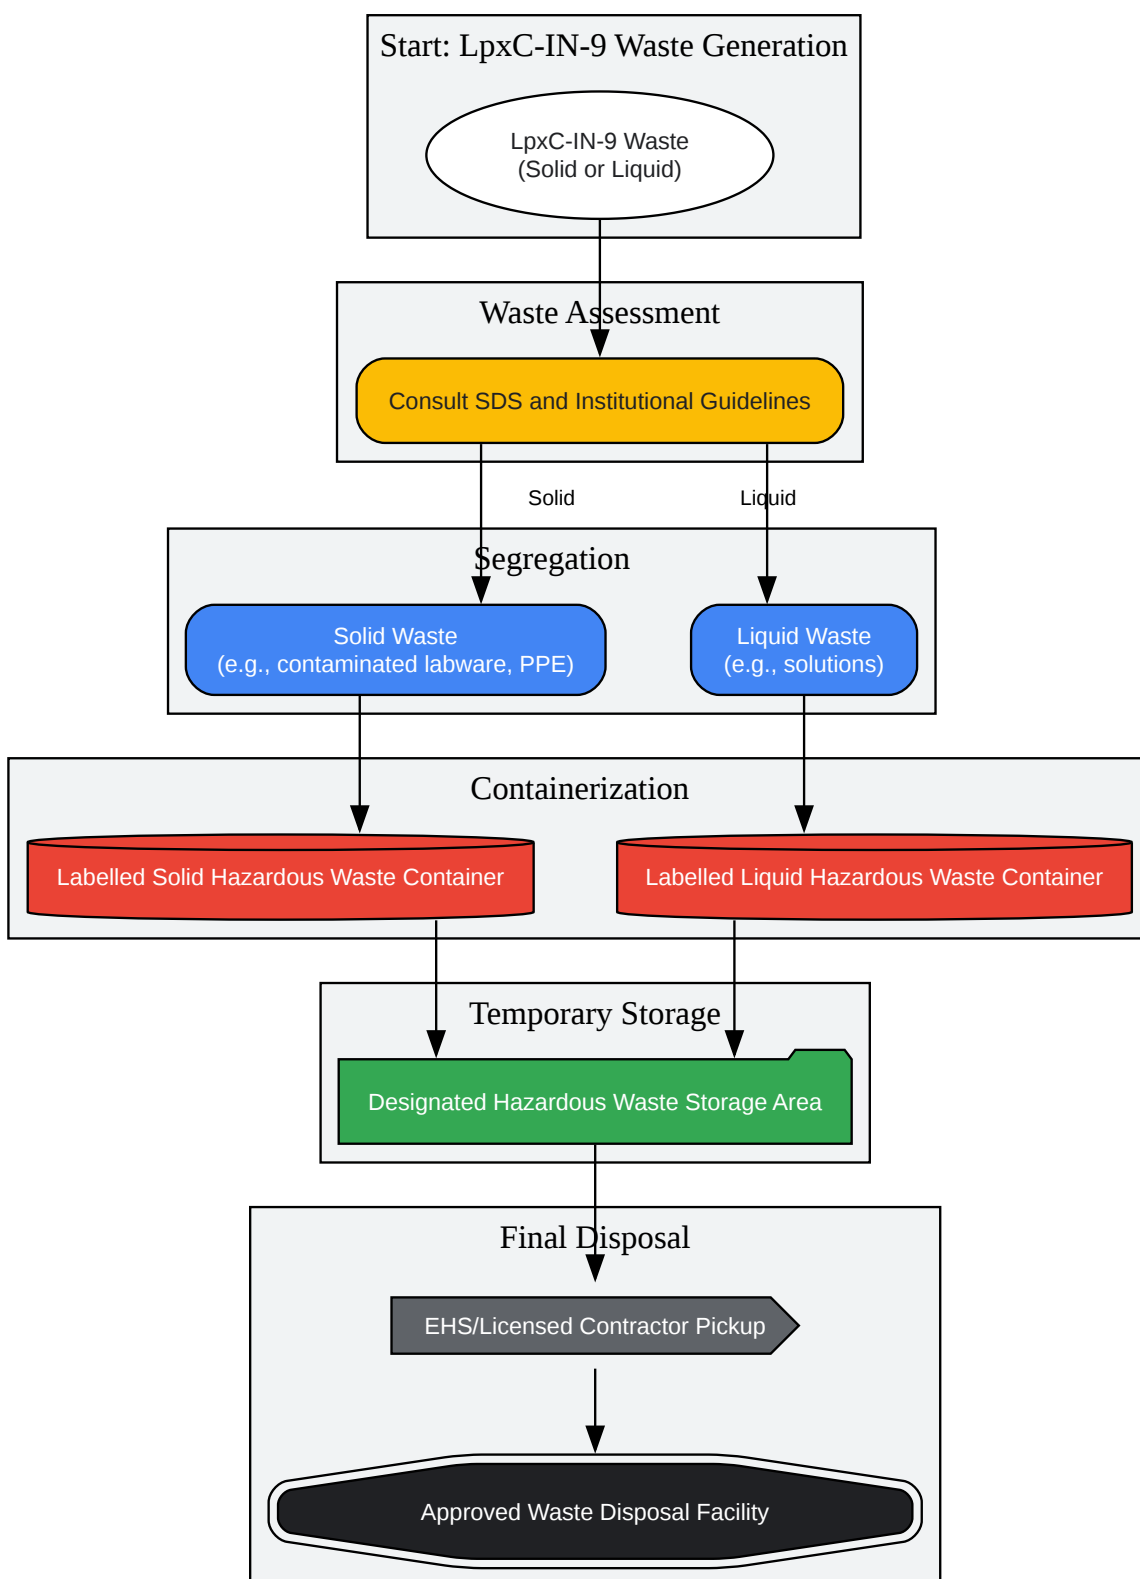 Start: LpxC-IN-9 Waste Generation
LpxC-IN-9 Waste
(Solid or Liquid)
Waste Assessment
Consult SDS and Institutional Guidelines
Solid
Liquid
Segregation
Solid Waste
(e.g., contaminated labware, PPE)
Liquid Waste
(e.g., solutions)
Containerization
Labelled Solid Hazardous Waste Container
Labelled Liquid Hazardous Waste Container
Temporary Storage
Designated Hazardous Waste Storage Area
Final Disposal
EHS/Licensed Contractor Pickup
Approved Waste Disposal Facility